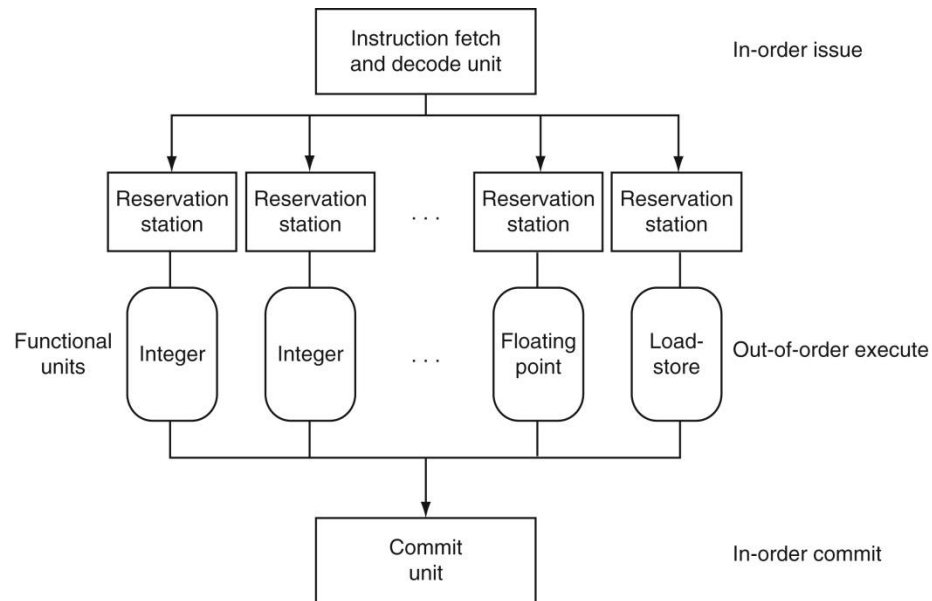 Instruction fetch
and decode unit
In-order issue
Reservation
station
Reservation
station
. . .
Reservation
station
Reservation
station
Functional
units
Integer
Integer
. . .
Floating
point
Load-
store
Out-of-order execute
Commit
unit
In-order commit